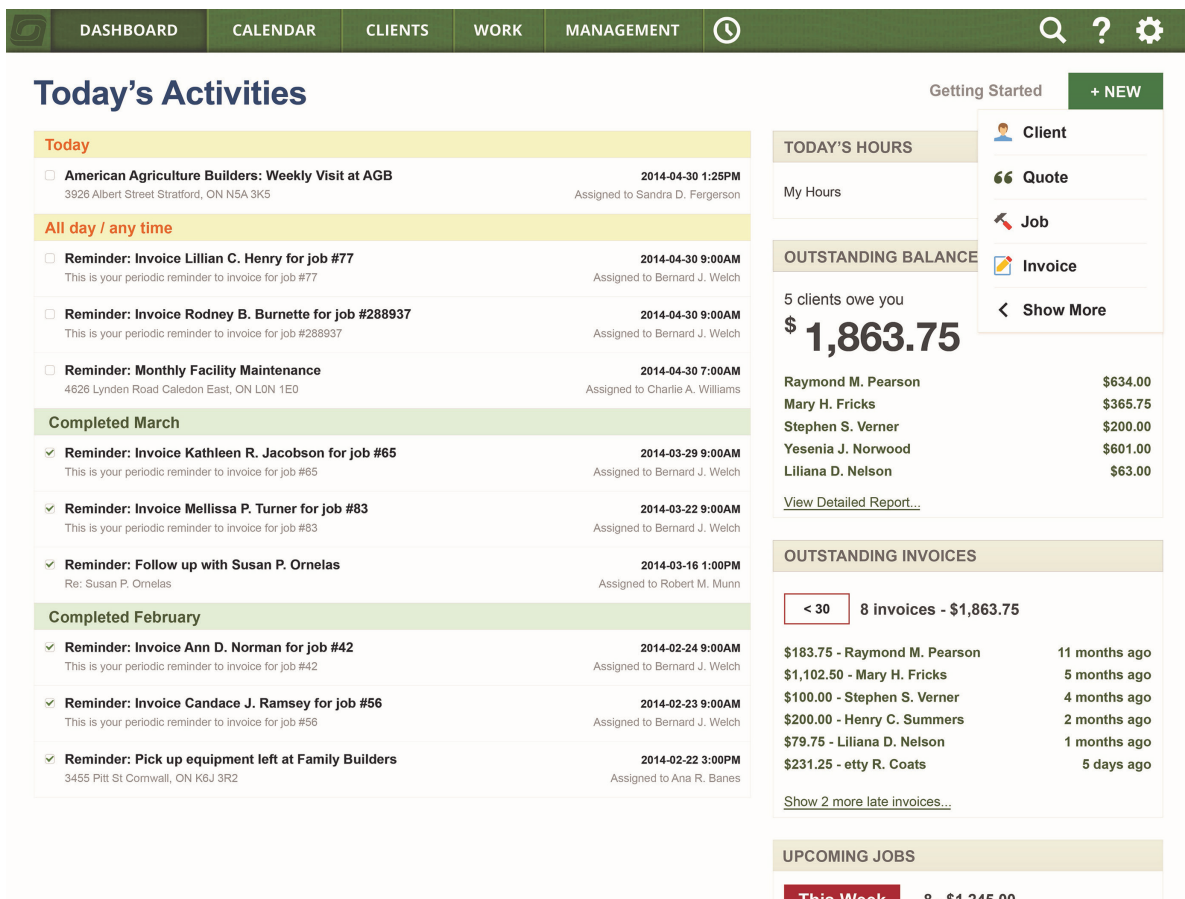 DASHBOARD CALENDAR CLIENTS WORK MANAGEMENT ?
Today's Activities
Getting Started + NEW
Today
American Agriculture Builders: Weekly Visit at AGB 2014-04-30 1:25PM
3926 Albert Street Stratford, ON N5A 3K5 Assigned to Sandra D. Fergerson
All day / any time
Reminder: Invoice Lillian C. Henry for job #77 2014-04-30 9:00AM
This is your periodic reminder to invoice for job #77 Assigned to Bernard J. Welch
Reminder: Invoice Rodney B. Burnette for job #288937 2014-04-30 9:00AM
This is your periodic reminder to invoice for job #288937 Assigned to Bernard J. Welch
Reminder: Monthly Facility Maintenance 2014-04-30 7:00AM
4626 Lynden Road Caledon East, ON L0N 1E0 Assigned to Charlie A. Williams
Completed March
Reminder: Invoice Kathleen R. Jacobson for job #65 2014-03-29 9:00AM
This is your periodic reminder to invoice for job #65 Assigned to Bernard J. Welch
Reminder: Invoice Mellissa P. Turner for job #83 2014-03-22 9:00AM
This is your periodic reminder to invoice for job #83 Assigned to Bernard J. Welch
Reminder: Follow up with Susan P. Ornelas 2014-03-16 1:00PM
Re: Susan P. Ornelas Assigned to Robert M. Munn
Completed February
Reminder: Invoice Ann D. Norman for job #42 2014-02-24 9:00AM
This is your periodic reminder to invoice for job #42 Assigned to Bernard J. Welch
Reminder: Invoice Candace J. Ramsey for job #56 2014-02-23 9:00AM
This is your periodic reminder to invoice for job #56 Assigned to Bernard J. Welch
Reminder: Pick up equipment left at Family Builders 2014-02-22 3:00PM
3455 Pitt St Cornwall, ON K6J 3R2 Assigned to Ana R. Banes
TODAY'S HOURS
My Hours
Client
Quote
Job
Invoice
Show More
OUTSTANDING BALANCE
5 clients owe you
$ 1,863.75
Raymond M. Pearson $634.00
Mary H. Fricks $365.75
Stephen S. Verner $200.00
Yesenia J. Norwood $601.00
Liliana D. Nelson $63.00
View Detailed Report...
OUTSTANDING INVOICES
< 30 8 invoices - $1,863.75
$183.75 - Raymond M. Pearson 11 months ago
$1,102.50 - Mary H. Fricks 5 months ago
$100.00 - Stephen S. Verner 4 months ago
$200.00 - Henry C. Summers 2 months ago
$79.75 - Liliana D. Nelson 1 months ago
$231.25 - etty R. Coats 5 days ago
Show 2 more late invoices...
UPCOMING JOBS
This Week 8 - $1,245.00